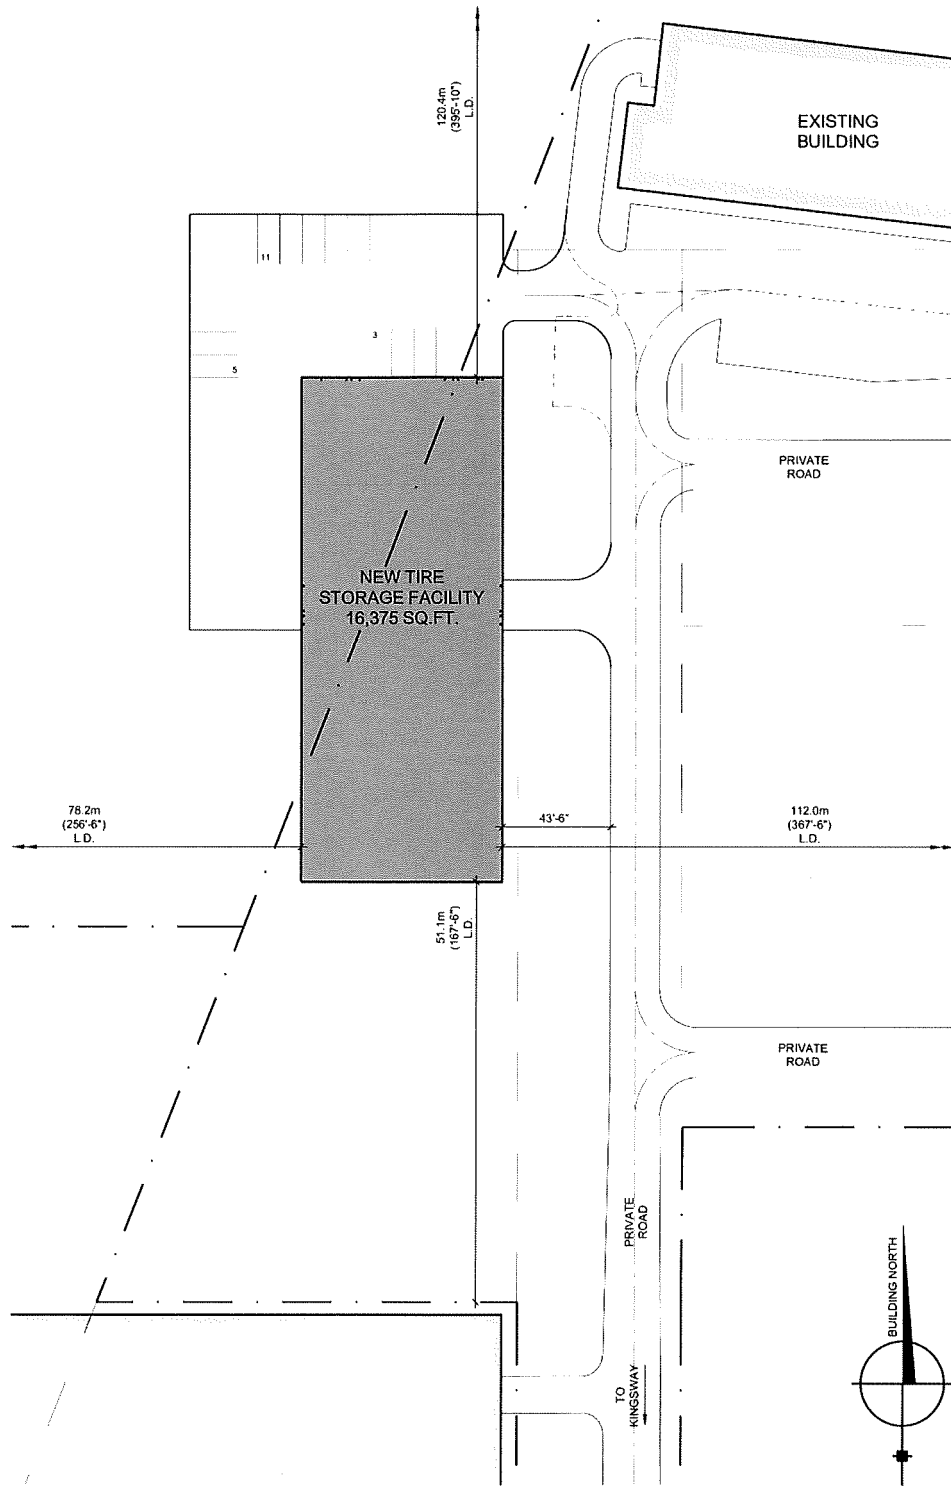 120.4m
(395'-10")
L.D.
EXISTING
BUILDING
11
3
5
PRIVATE
ROAD
NEW TIRE
STORAGE FACILITY
16,375 SQ.FT.
78.2m
(256'-6")
L.D.
43'-6"
112.0m
(367'-6")
L.D.
51.1m
(167'-6")
L.D.
PRIVATE
ROAD
PRIVATE
ROAD
BUILDING NORTH
TO
KINGSWAY